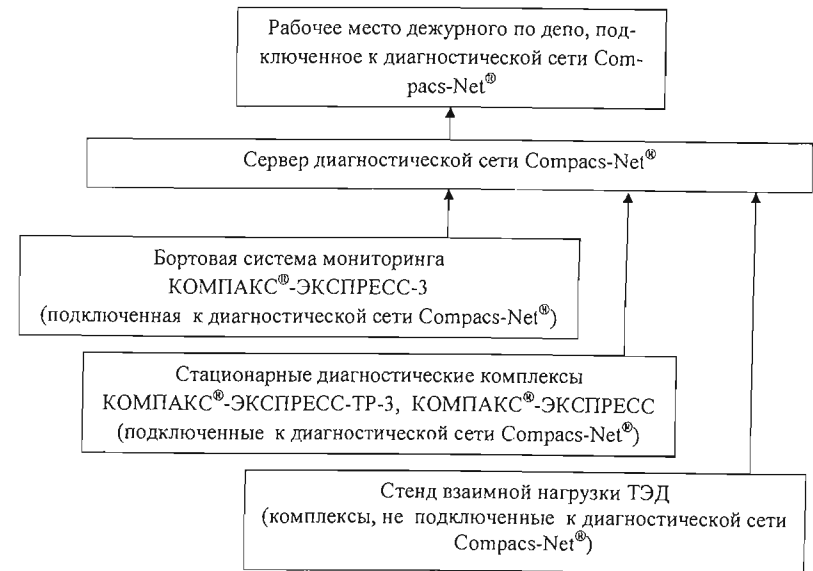 Рабочее место дежурного по депо, под-
ключенное к диагностической сети Com-
pacs-Net®
Сервер диагностической сети Compacs-Net®
Бортовая система мониторинга
КОМПАКС®-ЭКСПРЕСС-3
(подключенная к диагностической сети Compacs-Net®)
Стационарные диагностические комплексы
КОМПАКС®-ЭКСПРЕСС-ТР-3, КОМПАКС®-ЭКСПРЕСС
(подключенные к диагностической сети Compacs-Net®)
Стенд взаимной нагрузки ТЭД
(комплексы, не подключенные к диагностической сети
Compacs-Net®)